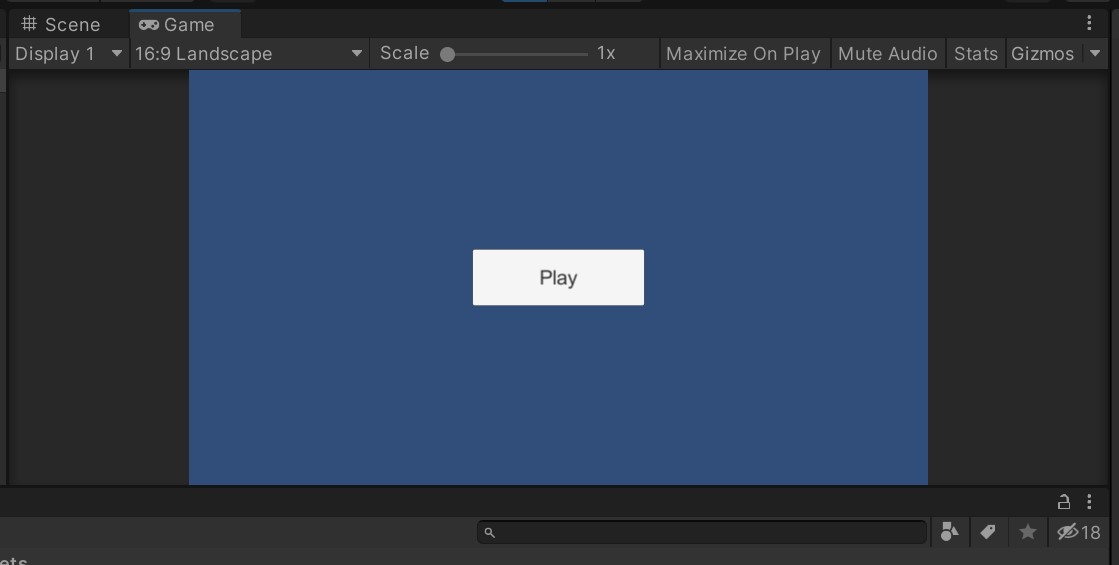 Scene Game
Display 1 16:9 Landscape Scale 1x Maximize On Play Mute Audio Stats Gizmos
Play
18
ets